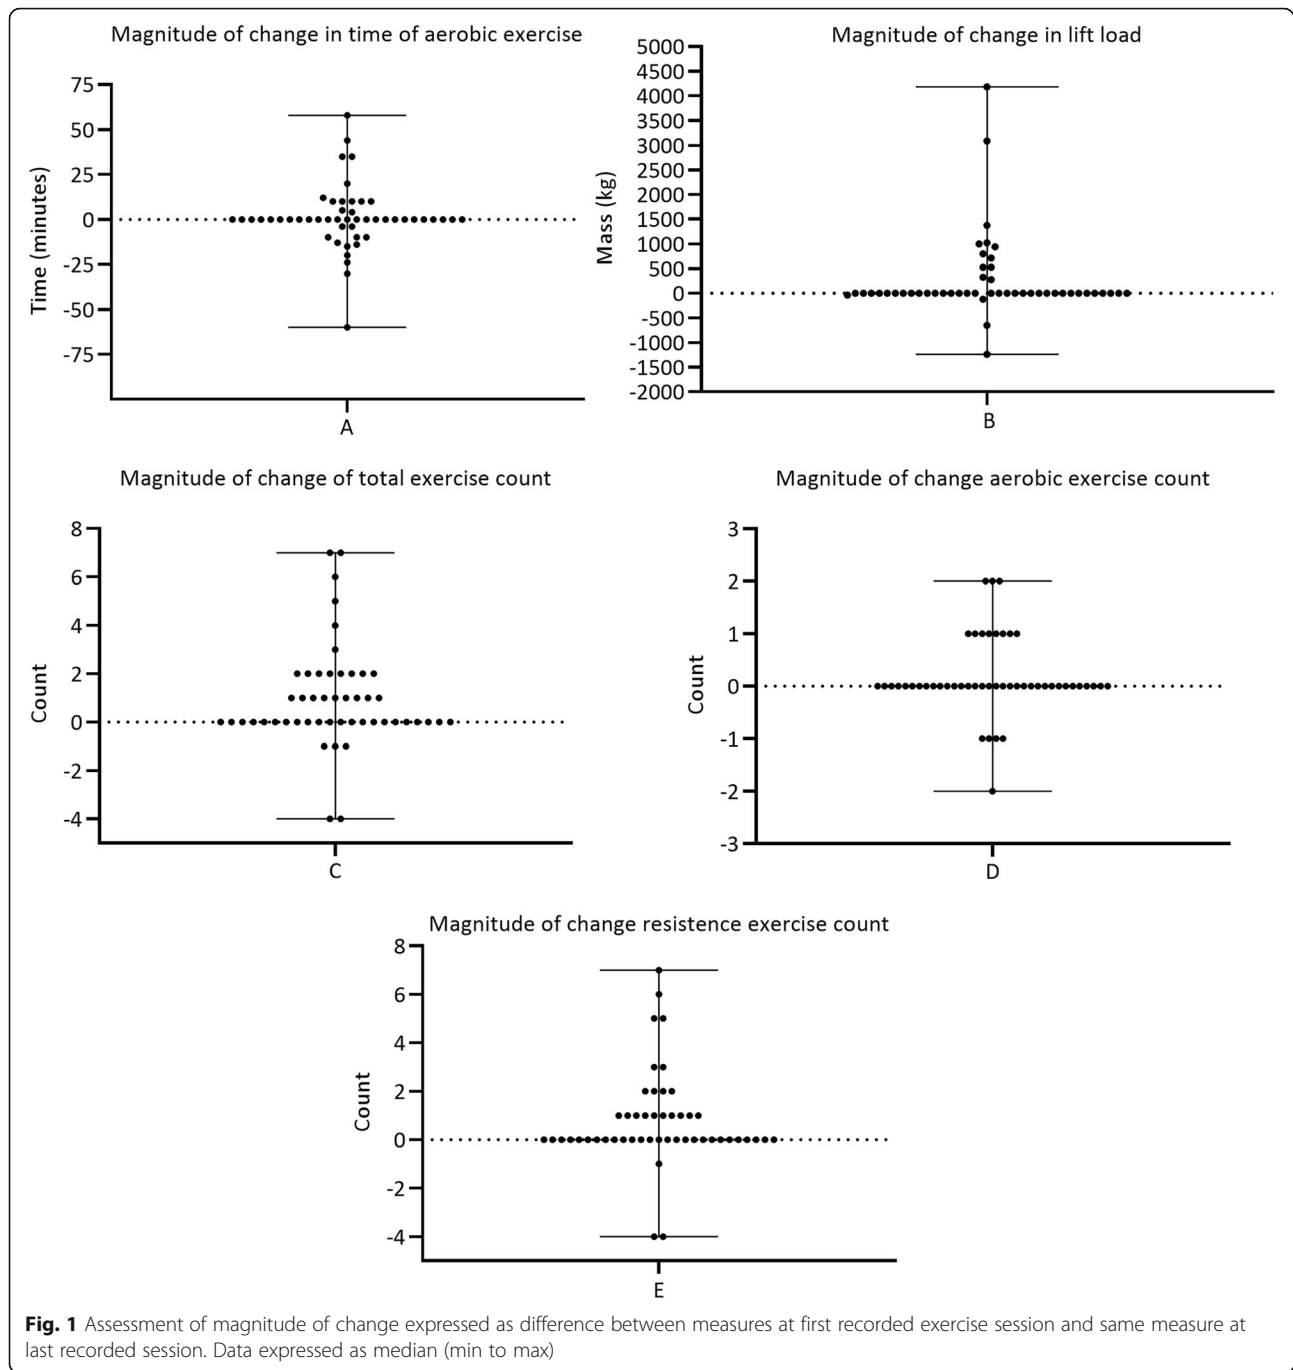 Magnitude of change in time of aerobic exercise
75
50
25
0
-25
-50
-75
Time (minutes)
A
Magnitude of change in lift load
5000
4500
4000
3500
3000
2500
2000
1500
1000
500
0
-500
-1000
-1500
-2000
Mass (kg)
B
Magnitude of change of total exercise count
8
6
4
2
0
-2
-4
Count
C
Magnitude of change aerobic exercise count
3
2
1
0
-1
-2
-3
Count
D
Magnitude of change resistence exercise count
8
6
4
2
0
-2
-4
Count
E
Fig. 1 Assessment of magnitude of change expressed as difference between measures at first recorded exercise session and same measure at
last recorded session. Data expressed as median (min to max)